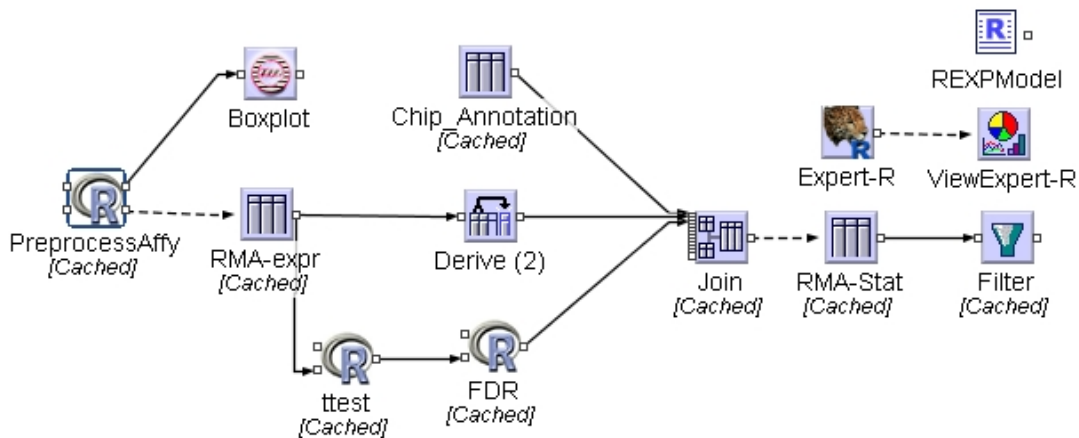 REXPModel
Boxplot
Chip_Annotation
[Cached]
Expert-R
ViewExpert-R
PreprocessAffy
[Cached]
RMA-expr
[Cached]
Derive (2)
Join
[Cached]
RMA-Stat
[Cached]
Filter
[Cached]
ttest
[Cached]
FDR
[Cached]